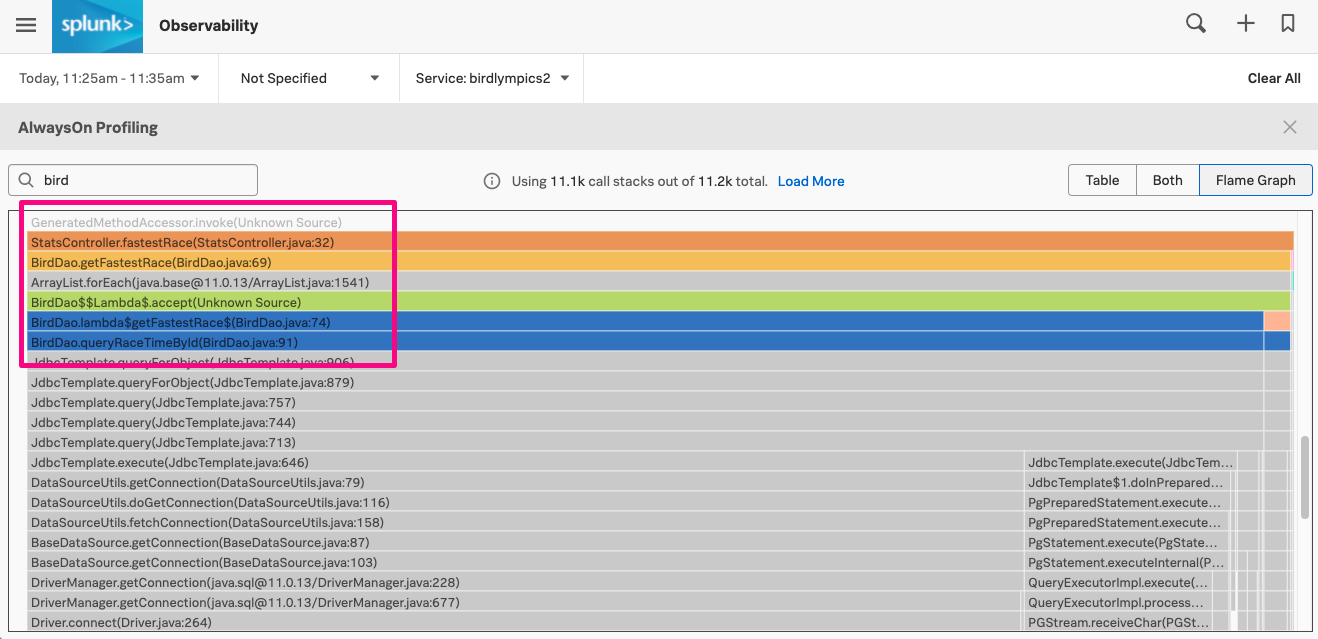 splunk> Observability
Today, 11:25am - 11:35am Not Specified Service: birdlympics2 Clear All
AlwaysOn Profiling
bird Using 11.1k call stacks out of 11.2k total. Load More Table Both Flame Graph
GeneratedMethodAccessor.invoke(Unknown Source)
StatsController.fastestRace(StatsController.java:32)
BirdDao.getFastestRace(BirdDao.java:69)
ArrayList.forEach(java.base@11.0.13/ArrayList.java:1541)
BirdDao$$Lambda$.accept(Unknown Source)
BirdDao.lambda$getFastestRace$(BirdDao.java:74)
BirdDao.queryRaceTimeById(BirdDao.java:91)
JdbcTemplate.queryForObject(JdbcTemplate.java:906)
JdbcTemplate.queryForObject(JdbcTemplate.java:879)
JdbcTemplate.query(JdbcTemplate.java:757)
JdbcTemplate.query(JdbcTemplate.java:744)
JdbcTemplate.query(JdbcTemplate.java:713)
JdbcTemplate.execute(JdbcTemplate.java:646) JdbcTemplate.execute(JdbcTem...
DataSourceUtils.getConnection(DataSourceUtils.java:79) JdbcTemplate$1.doInPrepared...
DataSourceUtils.doGetConnection(DataSourceUtils.java:116) PgPreparedStatement.execute...
DataSourceUtils.fetchConnection(DataSourceUtils.java:158) PgPreparedStatement.execute...
BaseDataSource.getConnection(BaseDataSource.java:87) PgStatement.execute(PgState...
BaseDataSource.getConnection(BaseDataSource.java:103) PgStatement.executeInternal(P...
DriverManager.getConnection(java.sql@11.0.13/DriverManager.java:228) QueryExecutorImpl.execute(...
DriverManager.getConnection(java.sql@11.0.13/DriverManager.java:677) QueryExecutorImpl.process...
Driver.connect(Driver.java:264) PGStream.receiveChar(PGSt...